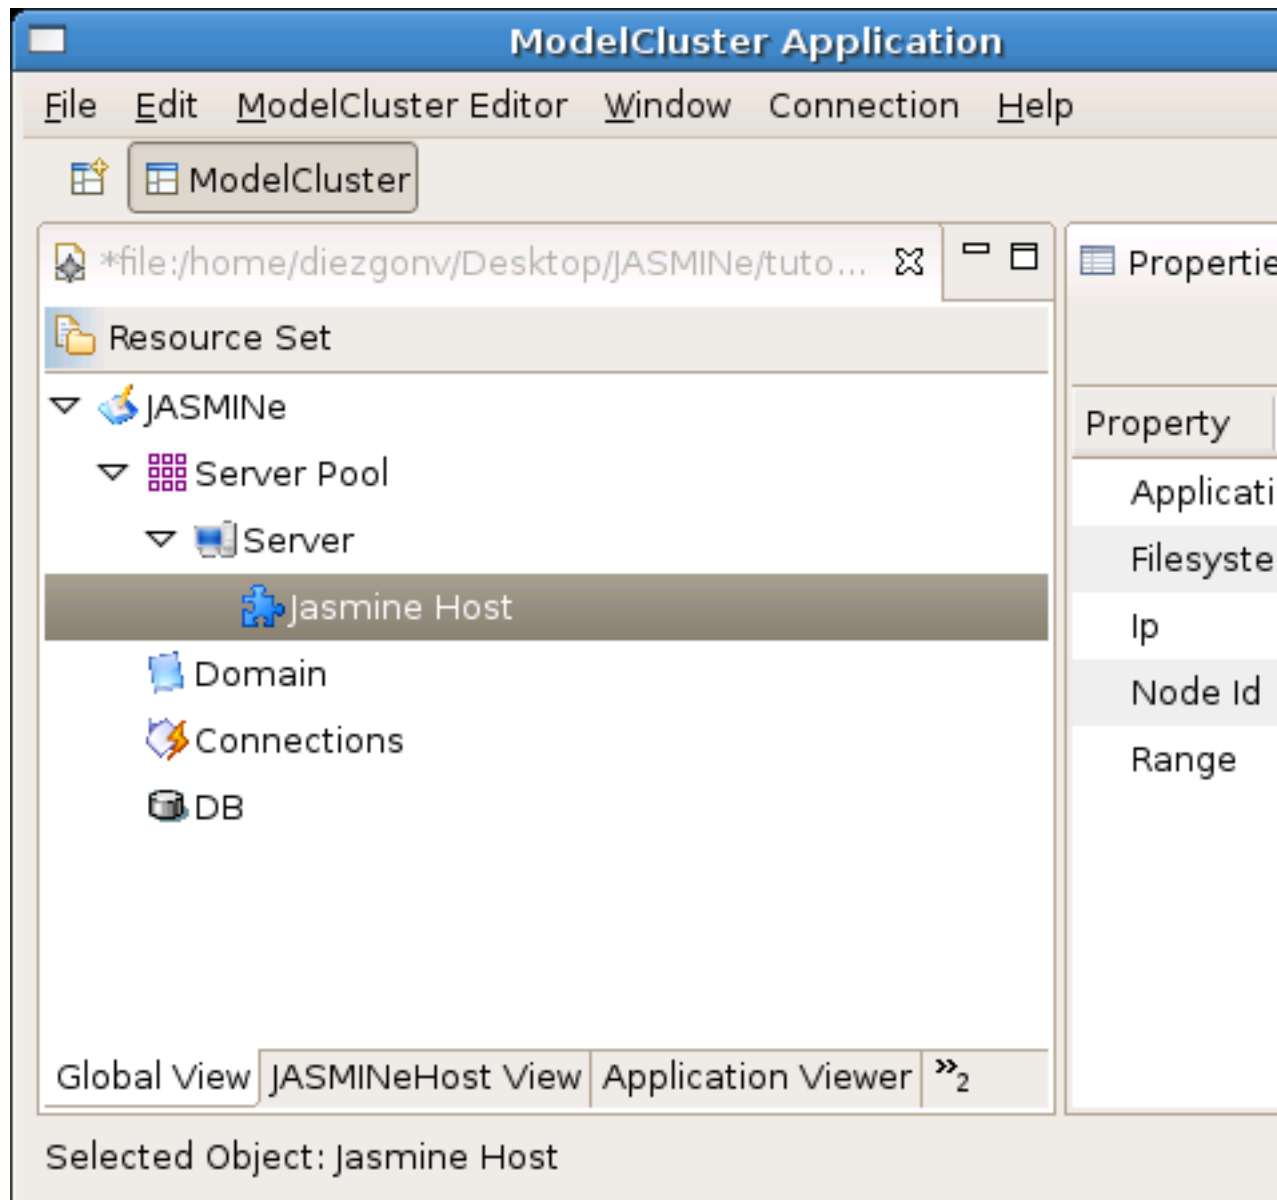 ModelCluster Application
File Edit ModelCluster Editor Window Connection Help
ModelCluster
*file:/home/diezgonv/Desktop/JASMINe/tuto...
Resource Set
JASMINe
Server Pool
Server
Jasmine Host
Domain
Connections
DB
Global View JASMINeHost View Application Viewer »2
Selected Object: Jasmine Host
Propertie
Property
Applicati
Filesyste
Ip
Node Id
Range